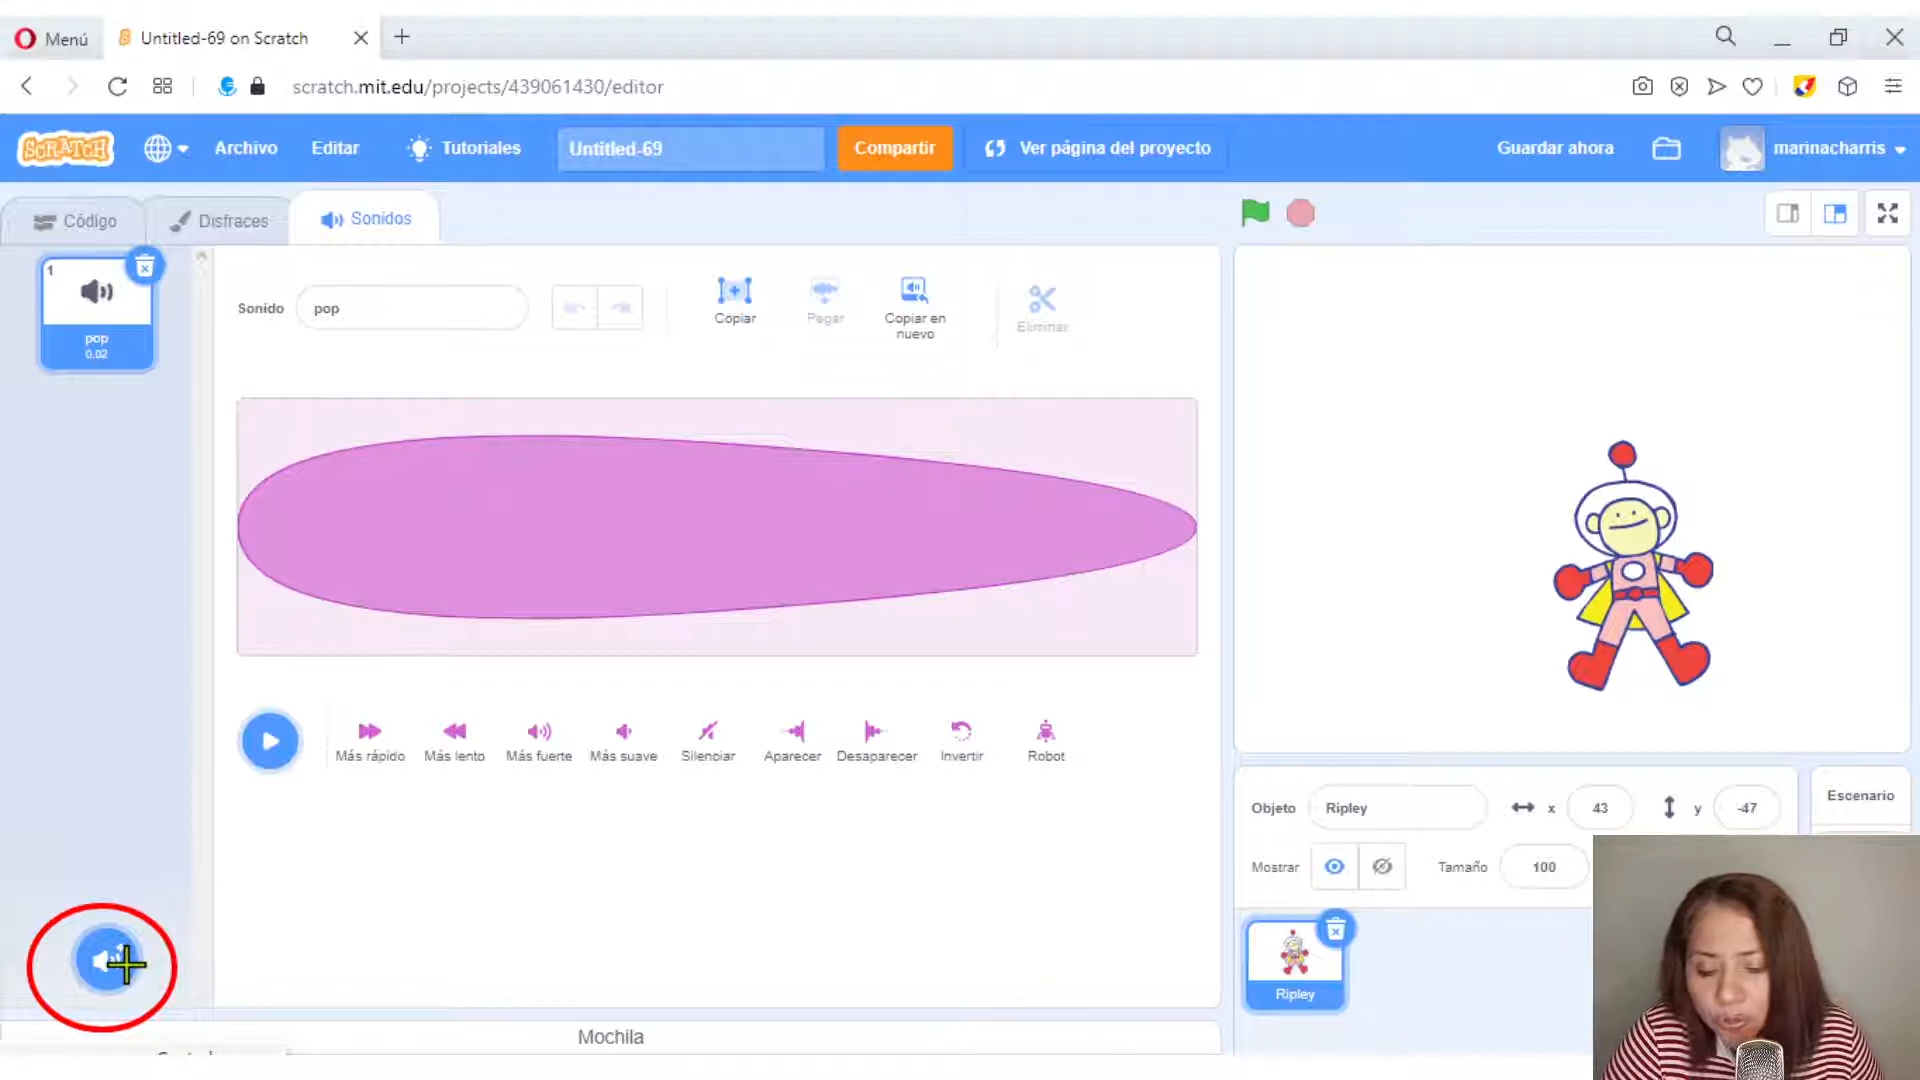 Menú
Untitled-69 on Scratch
scratch.mit.edu/projects/439061430/editor
SCRATCH
Archivo
Editar
Tutoriales
Untitled-69
Compartir
Ver página del proyecto
Guardar ahora
marinacharris
Código
Disfraces
Sonidos
1
pop
0.02
Sonido
pop
Copiar
Pegar
Copiar en
nuevo
Eliminar
Más rápido
Más lento
Más fuerte
Más suave
Silenciar
Aparecer
Desaparecer
Invertir
Robot
Objeto
Ripley
x
43
y
-47
Mostrar
Tamaño
100
Escenario
Ripley
Mochila